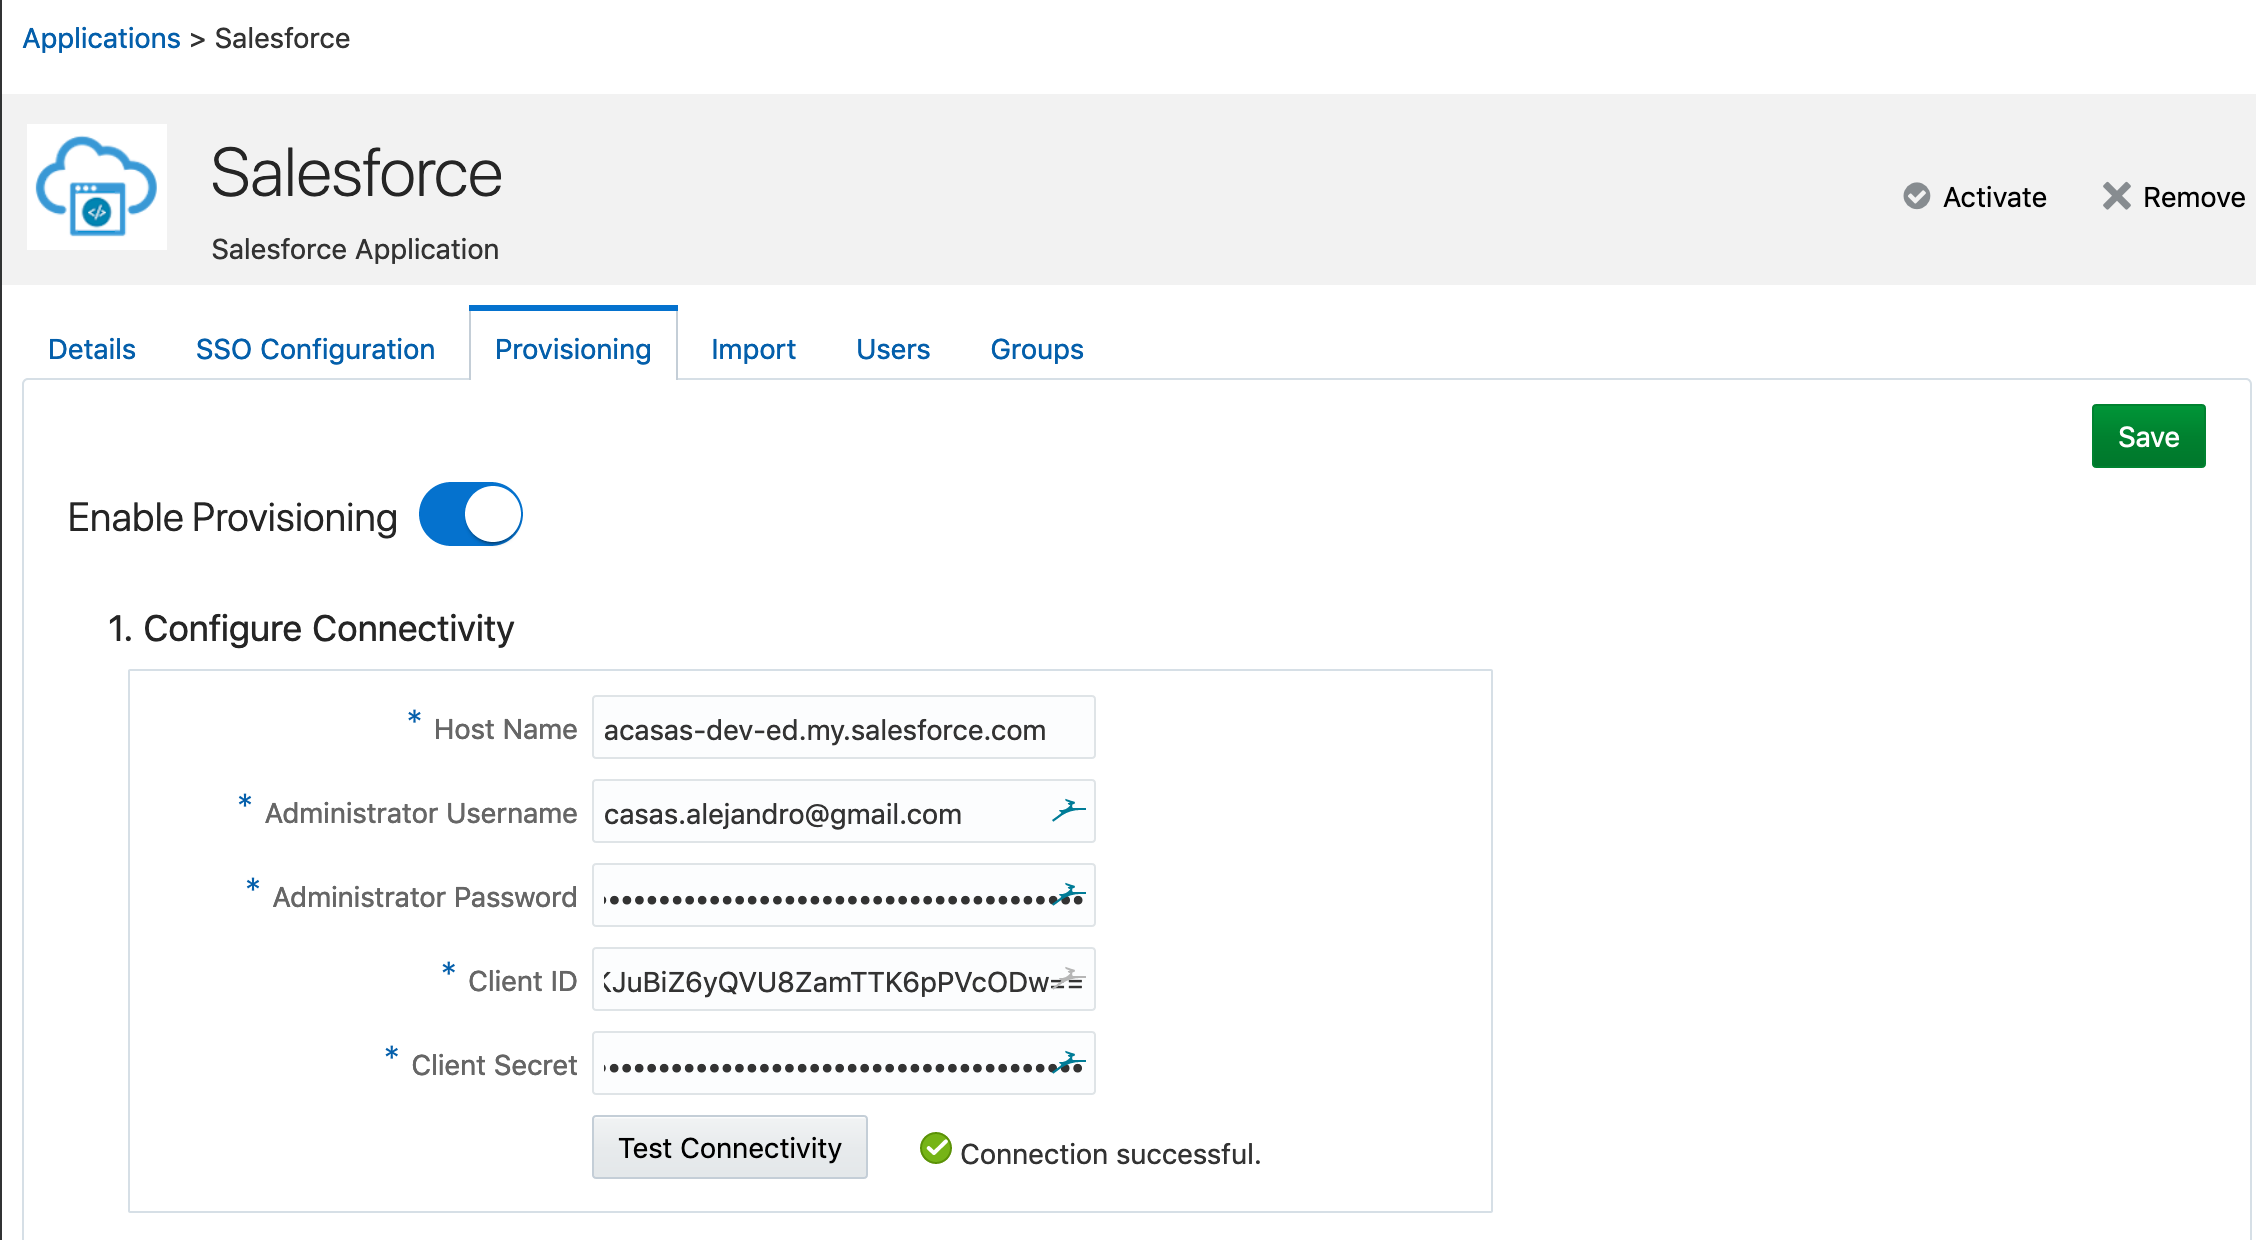 Applications > Salesforce
Salesforce
Activate
Remove
Salesforce Application
Details SSO Configuration Provisioning Import Users Groups
Save
Enable Provisioning
1. Configure Connectivity
* Host Name acasas-dev-ed.my.salesforce.com
* Administrator Username casas.alejandro@gmail.com
* Administrator Password
* Client ID KJuBiZ6yQVU8ZamTTK6pPVcODw==
* Client Secret
Test Connectivity Connection successful.